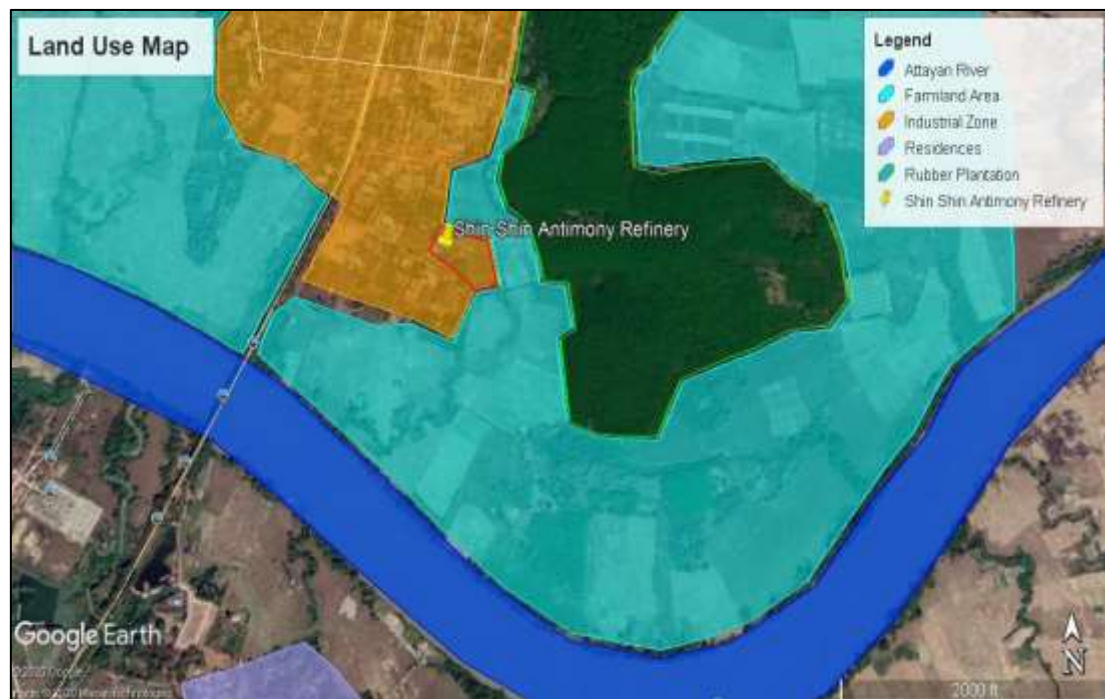 Land Use Map
Legend
Attayan River
Farmland Area
Industrial Zone
Residences
Rubber Plantation
Shin Shin Antimony Refinery
Shin Shin Antimony Refinery
Google Earth
N
2000 ft